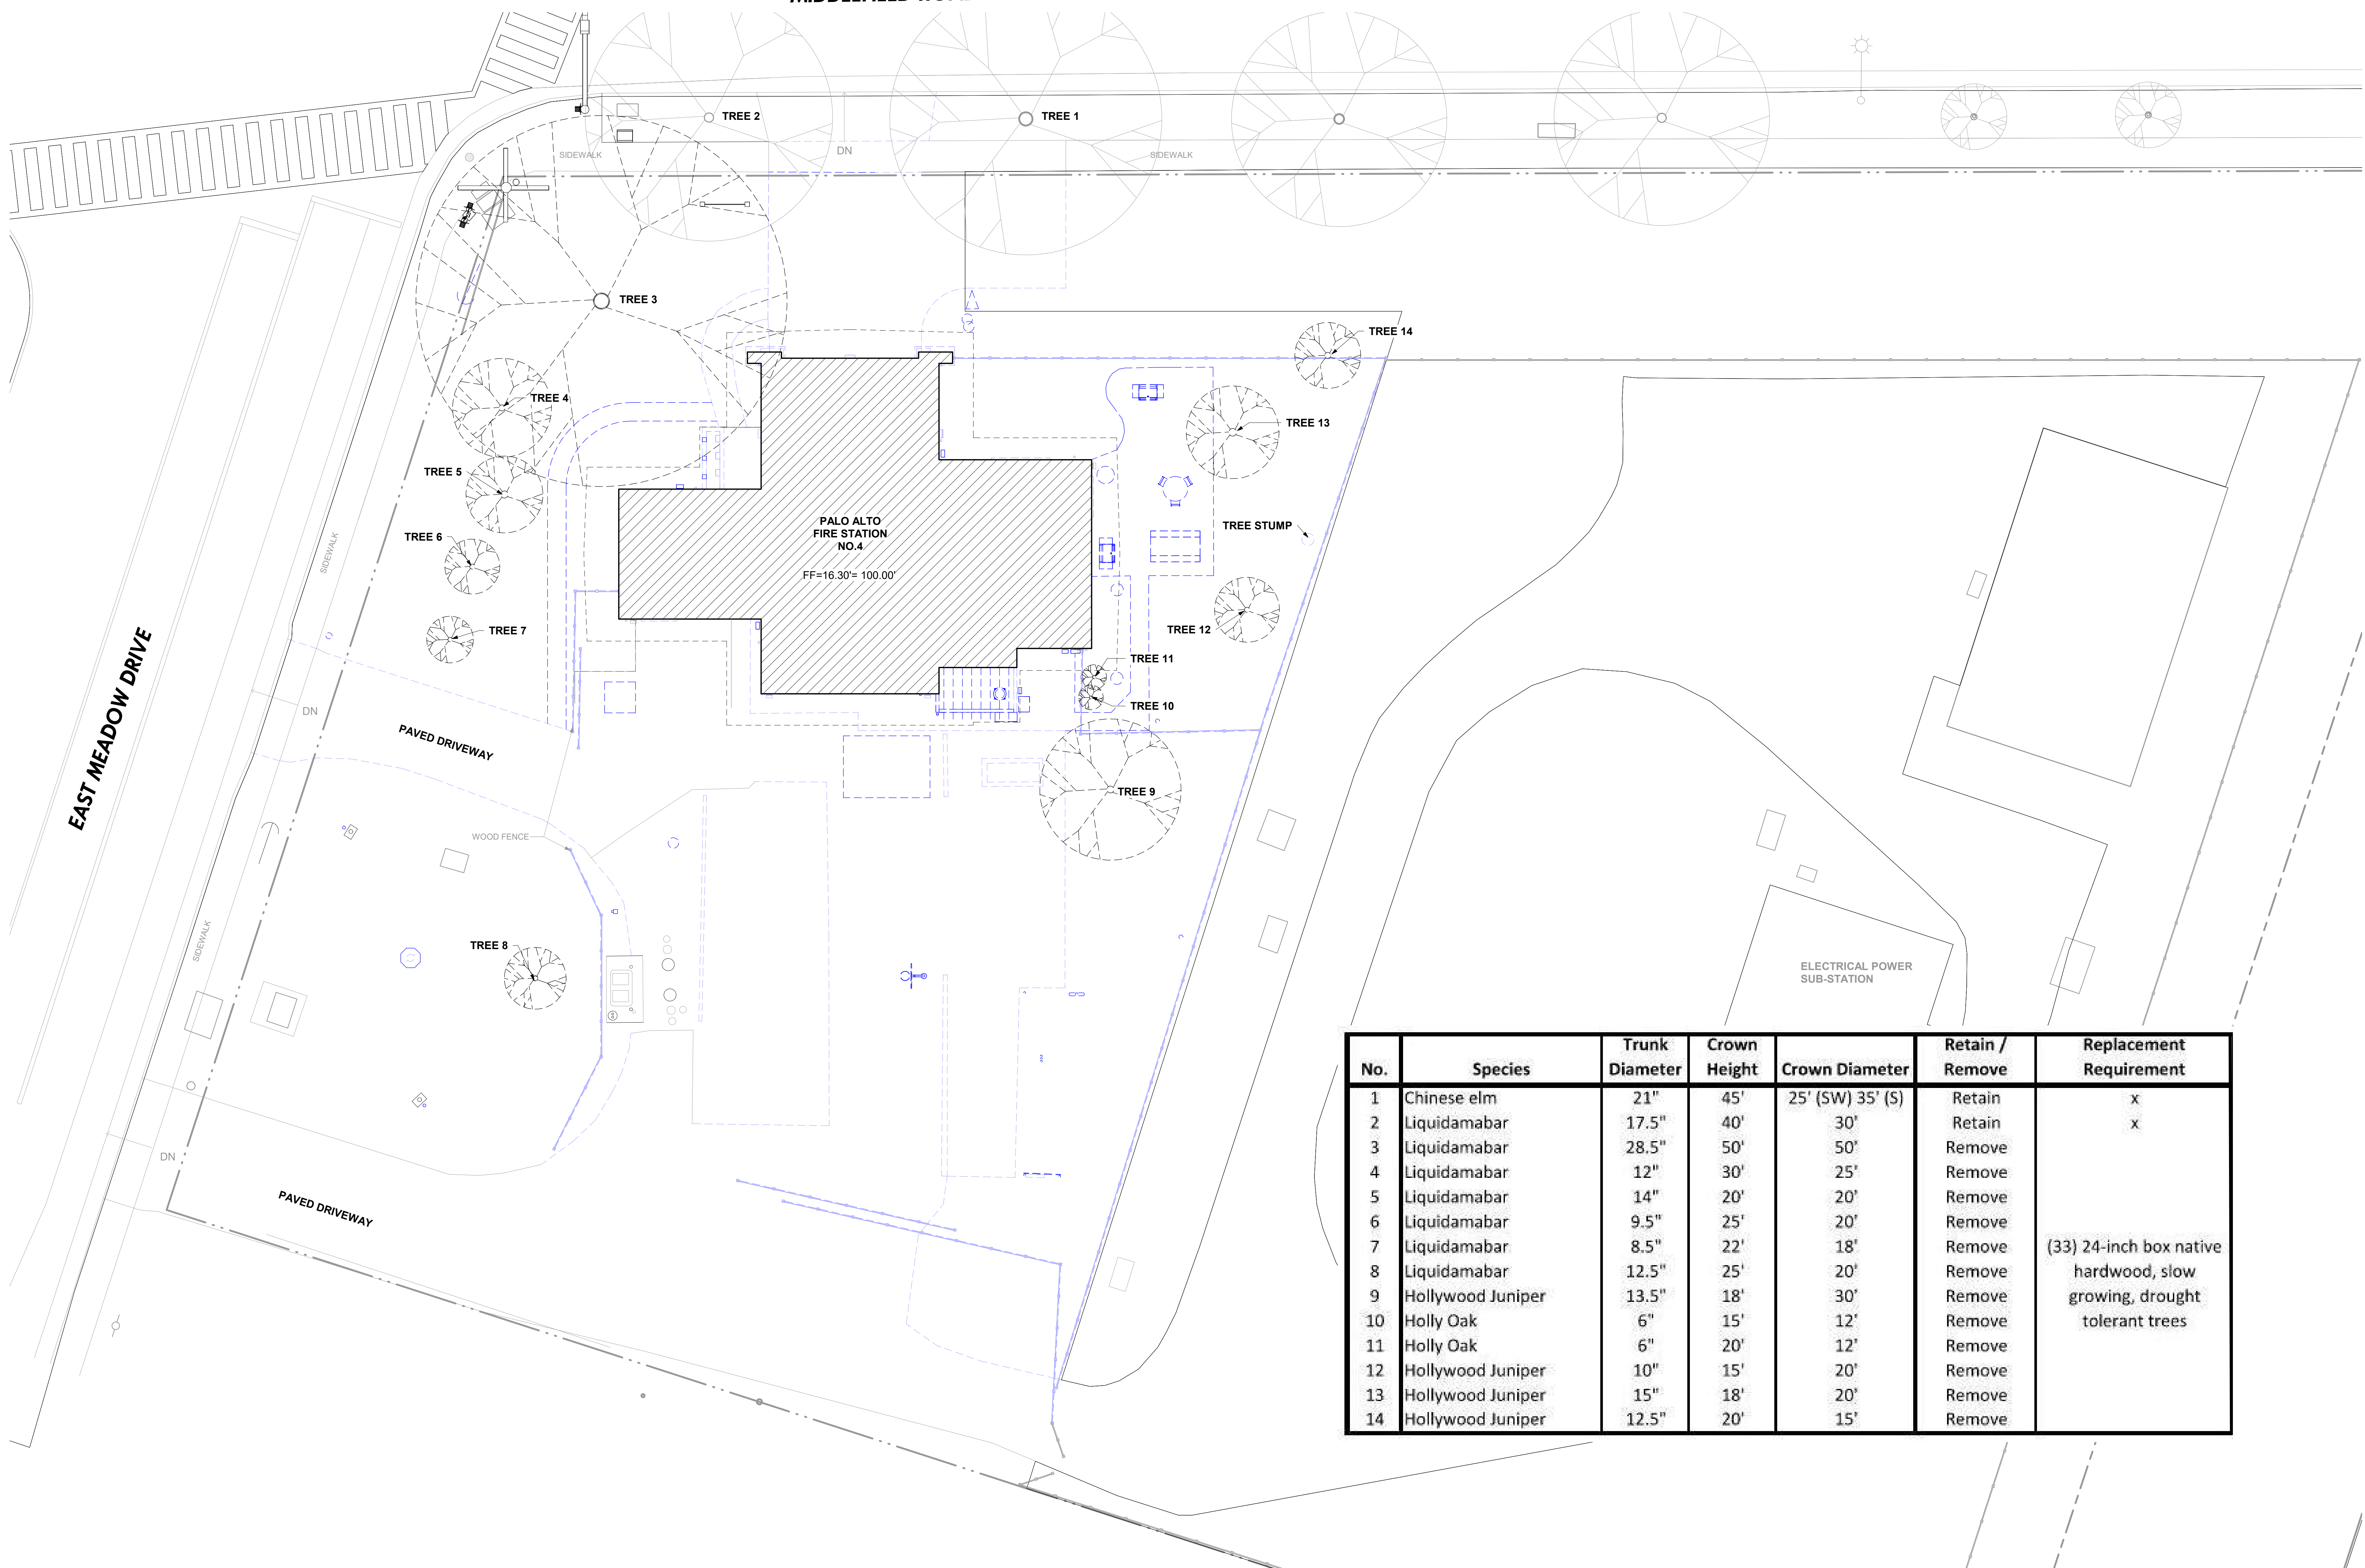 TREE 2
TREE 1
SIDEWALK
DN
SIDEWALK
TREE 3
TREE 14
TREE 4
TREE 13
TREE 5
PALO ALTO
FIRE STATION
NO.4
FF=16.30'= 100.00'
TREE STUMP
TREE 6
SIDEWALK
TREE 7
TREE 12
TREE 11
TREE 10
DN
EAST MEADOW DRIVE
PAVED DRIVEWAY
TREE 9
WOOD FENCE
SIDEWALK
TREE 8
ELECTRICAL POWER
SUB-STATION
DN
PAVED DRIVEWAY
No. Species Trunk Diameter Crown Height Crown Diameter Retain / Remove Replacement Requirement
1 Chinese elm 21" 45' 25' (SW) 35' (S) Retain x
2 Liquidamabar 17.5" 40' 30' Retain x
3 Liquidamabar 28.5" 50' 50' Remove
4 Liquidamabar 12" 30' 25' Remove
5 Liquidamabar 14" 20' 20' Remove
6 Liquidamabar 9.5" 25' 20' Remove
7 Liquidamabar 8.5" 22' 18' Remove (33) 24-inch box native
8 Liquidamabar 12.5" 25' 20' Remove hardwood, slow
9 Hollywood Juniper 13.5" 18' 30' Remove growing, drought
10 Holly Oak 6" 15' 12' Remove tolerant trees
11 Holly Oak 6" 20' 12' Remove
12 Hollywood Juniper 10" 15' 20' Remove
13 Hollywood Juniper 15" 18' 20' Remove
14 Hollywood Juniper 12.5" 20' 15' Remove